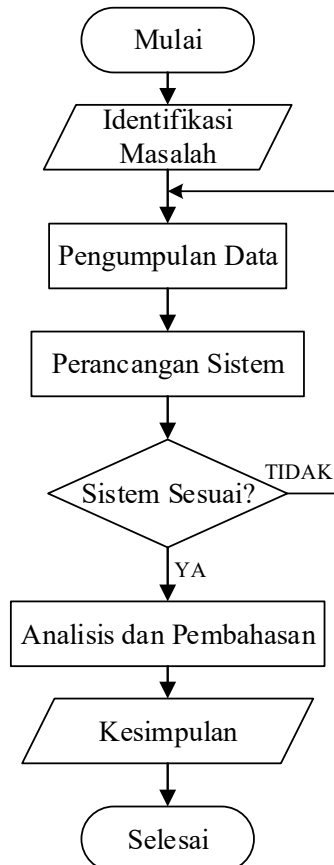 Mulai
Identifikasi
Masalah
Pengumpulan Data
Perancangan Sistem
Sistem Sesuai?
TIDAK
YA
Analisis dan Pembahasan
Kesimpulan
Selesai